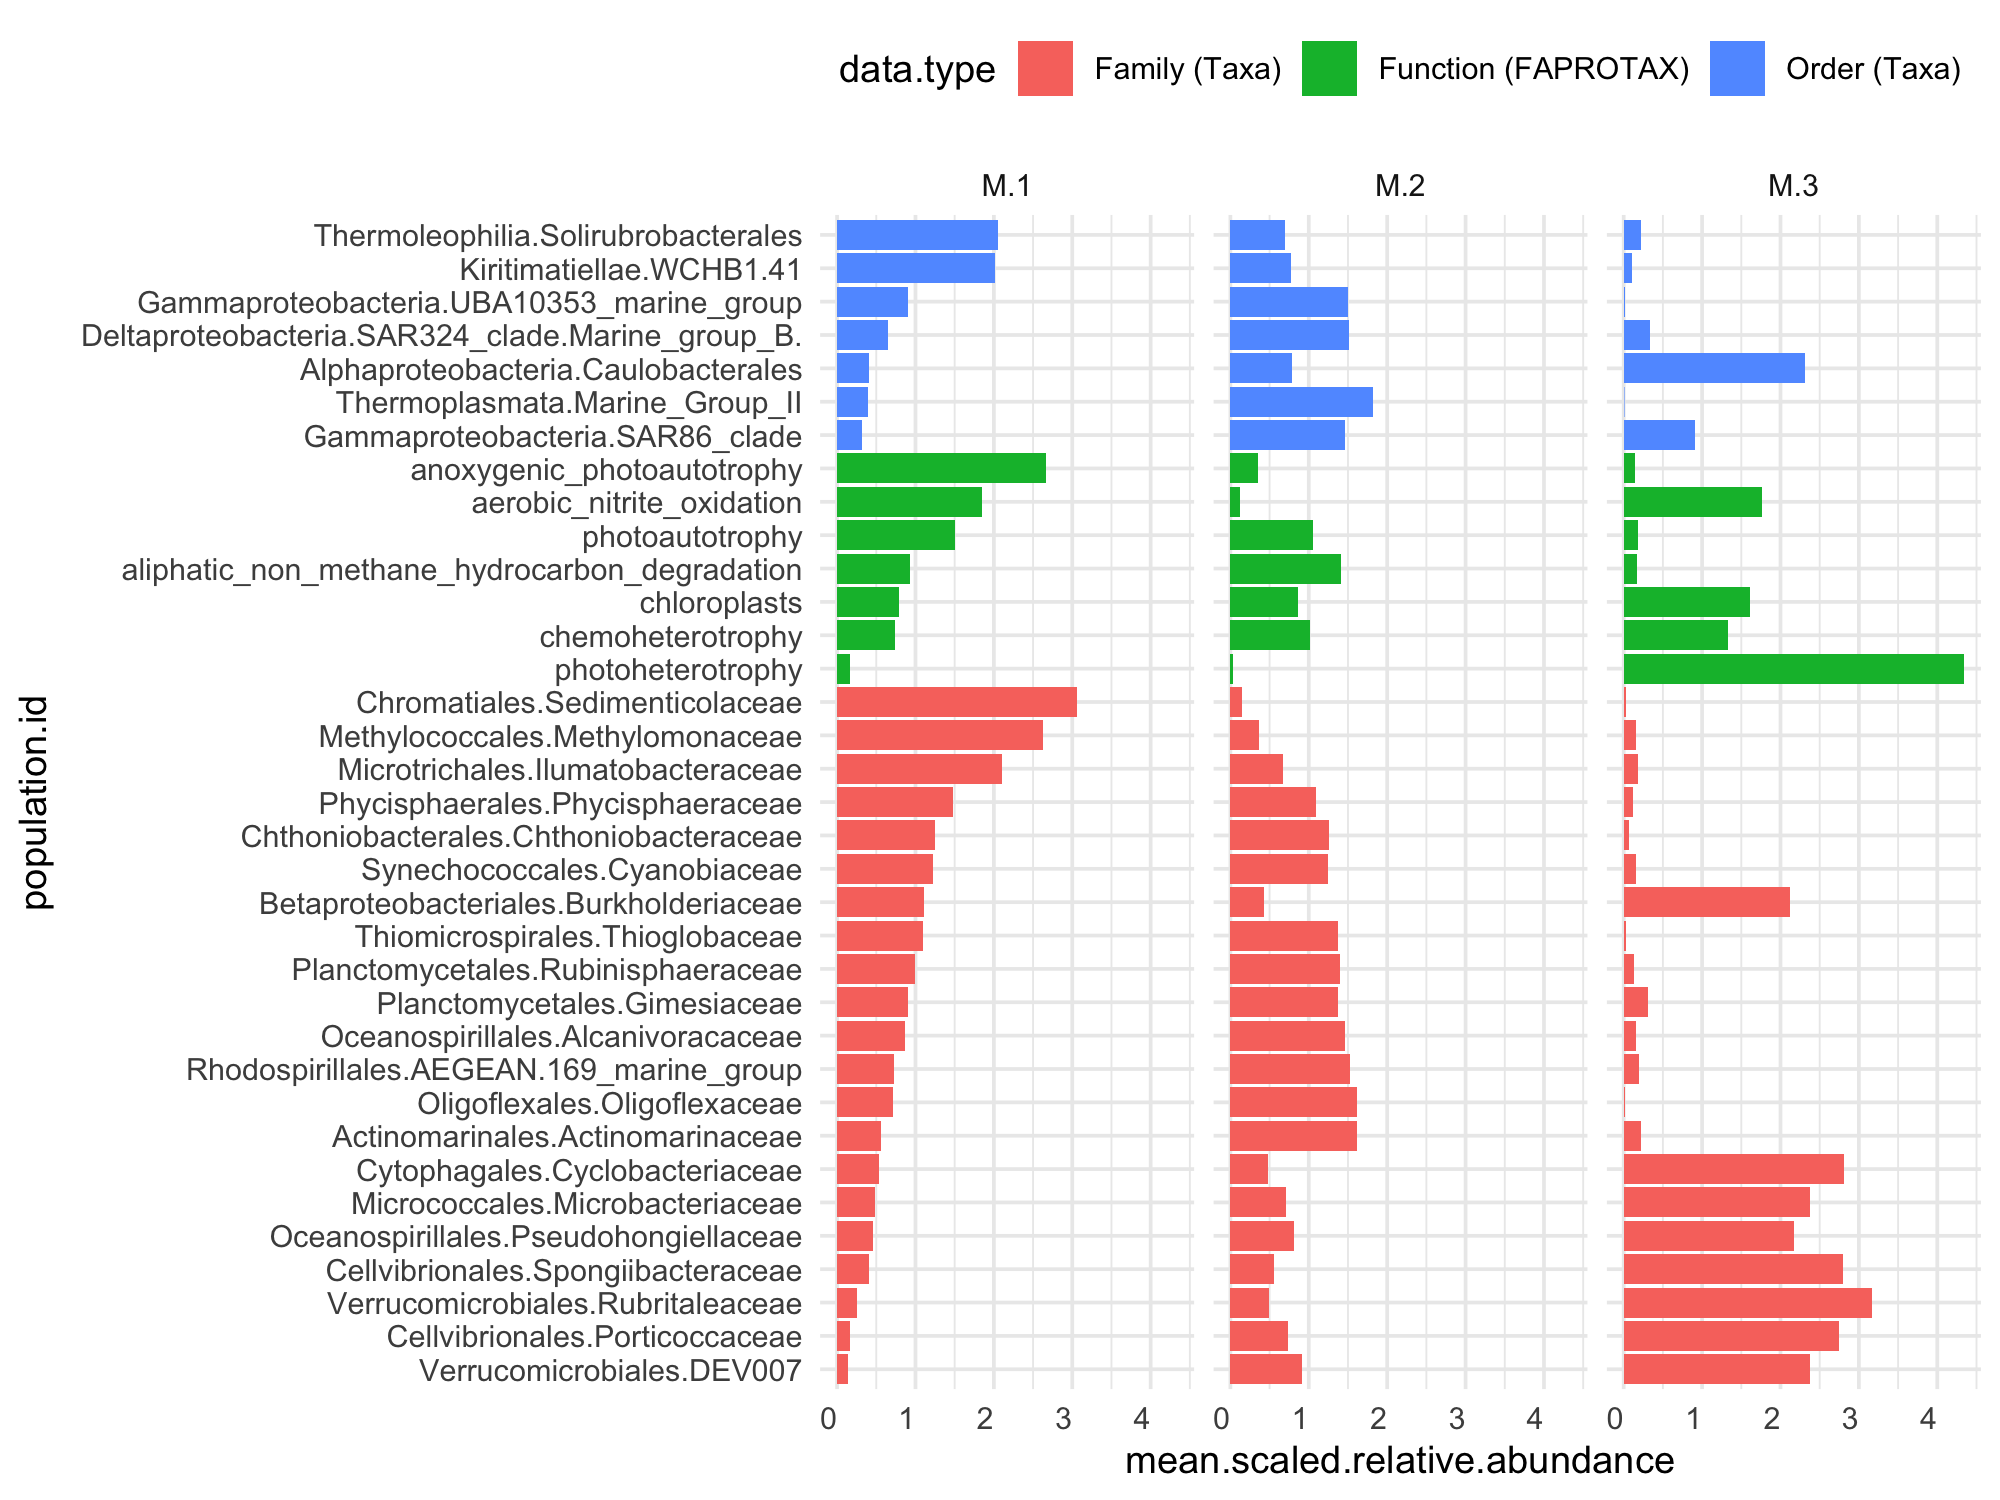 data.type Family (Taxa) Function (FAPROTAX) Order (Taxa)
M.1 M.2 M.3
Thermoleophilia.Solirubrobacterales
Kiritimatiellae.WCHB1.41
Gammaproteobacteria.UBA10353_marine_group
Deltaproteobacteria.SAR324_clade.Marine_group_B.
Alphaproteobacteria.Caulobacterales
Thermoplasmata.Marine_Group_II
Gammaproteobacteria.SAR86_clade
anoxygenic_photoautotrophy
aerobic_nitrite_oxidation
photoautotrophy
aliphatic_non_methane_hydrocarbon_degradation
chloroplasts
chemoheterotrophy
photoheterotrophy
Chromatiales.Sedimenticolaceae
Methylococcales.Methylomonaceae
Microtrichales.Ilumatobacteraceae
Phycisphaerales.Phycisphaeraceae
Chthoniobacterales.Chthoniobacteraceae
Synechococcales.Cyanobiaceae
Betaproteobacteriales.Burkholderiaceae
Thiomicrospirales.Thioglobaceae
Planctomycetales.Rubinisphaeraceae
Planctomycetales.Gimesiaceae
Oceanospirillales.Alcanivoracaceae
Rhodospirillales.AEGEAN.169_marine_group
Oligoflexales.Oligoflexaceae
Actinomarinales.Actinomarinaceae
Cytophagales.Cyclobacteriaceae
Micrococcales.Microbacteriaceae
Oceanospirillales.Pseudohongiellaceae
Cellvibrionales.Spongiibacteraceae
Verrucomicrobiales.Rubritaleaceae
Cellvibrionales.Porticoccaceae
Verrucomicrobiales.DEV007
population.id
0 1 2 3 4 0 1 2 3 4 0 1 2 3 4
mean.scaled.relative.abundance